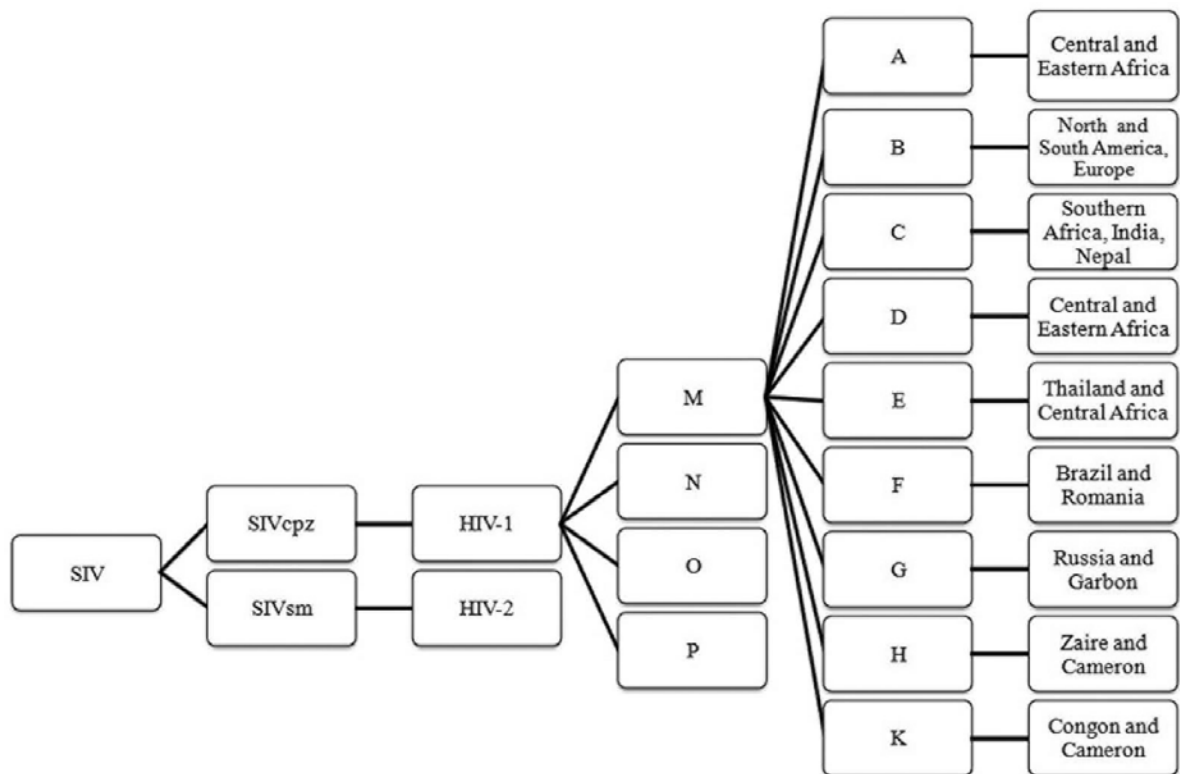 SIV
SIVcpz
SIVsm
HIV-1
HIV-2
M
N
O
P
A
Central and
Eastern Africa
B
North and
South America,
Europe
C
Southern
Africa, India,
Nepal
D
Central and
Eastern Africa
E
Thailand and
Central Africa
F
Brazil and
Romania
G
Russia and
Garbon
H
Zaire and
Cameron
K
Congon and
Cameron